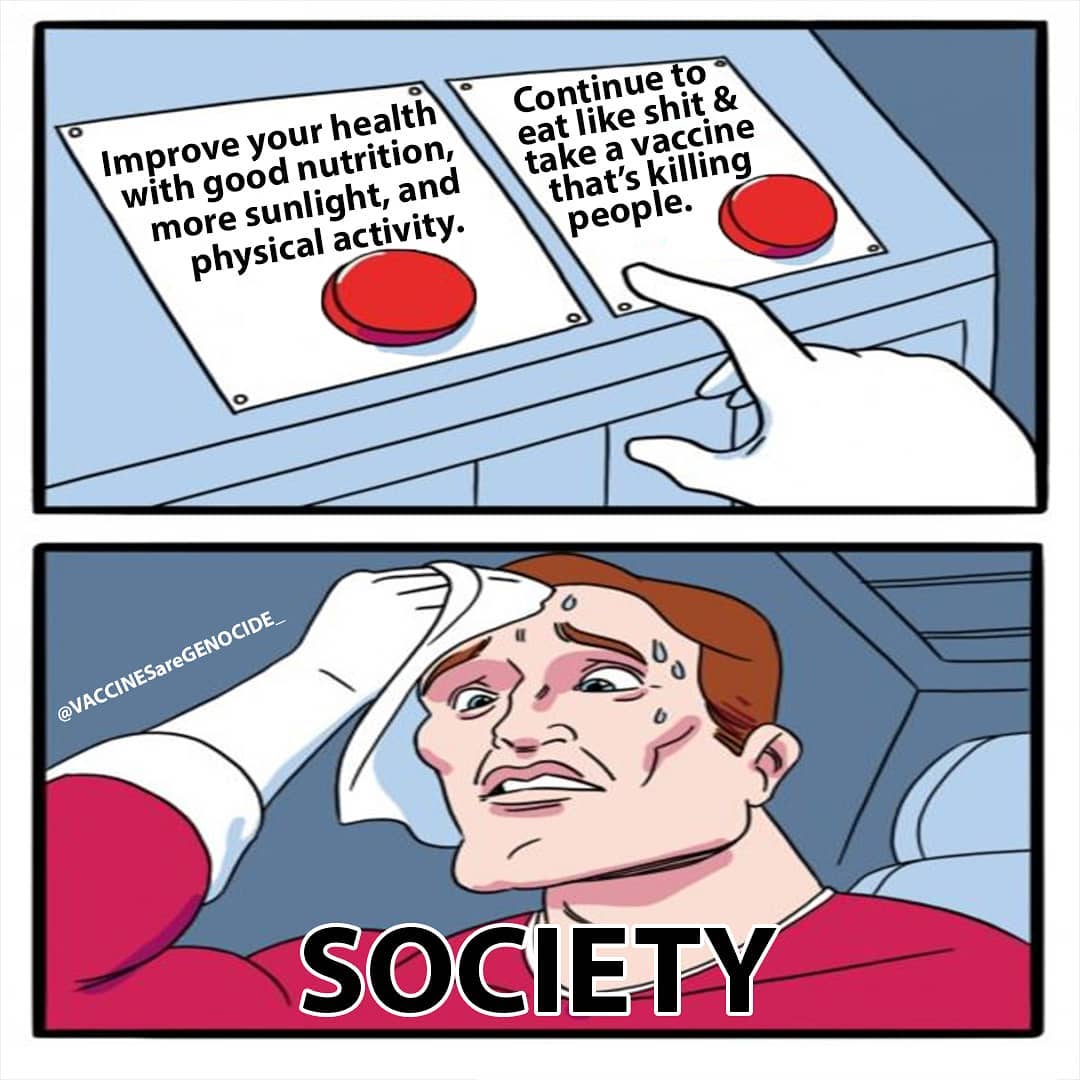 Improve your health
with good nutrition,
more sunlight, and
physical activity.
Continue to
eat like shit &
take a vaccine
that's killing
people.
@VACCINESareGENOCIDE_
SOCIETY